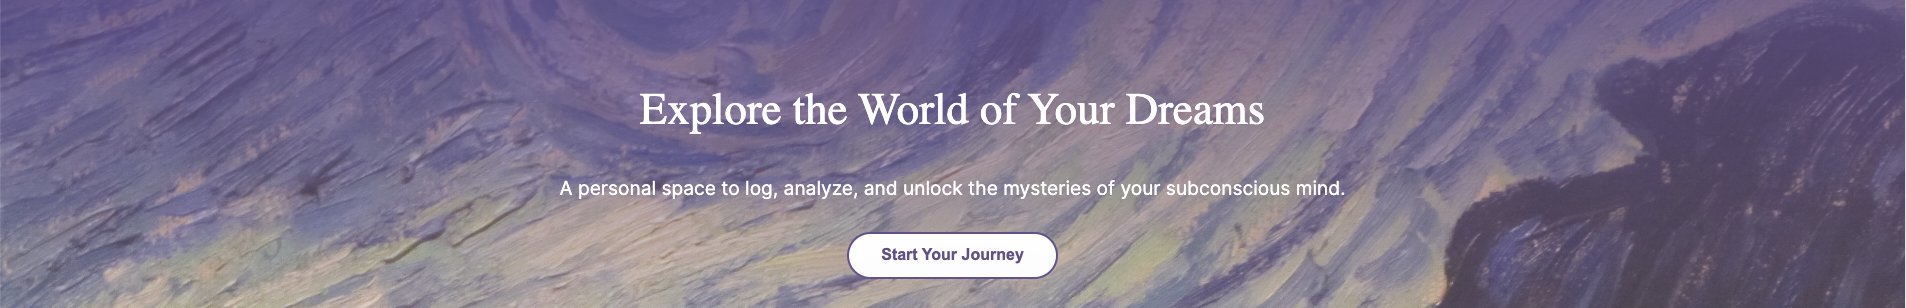 Explore the World of Your Dreams
A personal space to log, analyze, and unlock the mysteries of your subconscious mind.
Start Your Journey